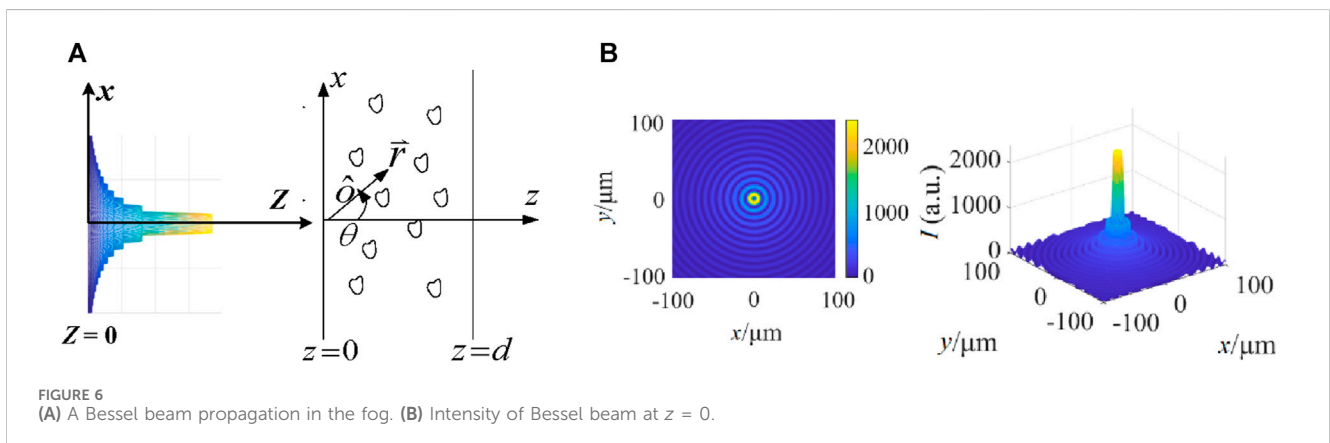 A
x
Z
Z = 0
x
r⃗
ô
θ
z
z=0
z=d
B
100
0
-100
y/μm
-100
0
100
x/μm
2000
1000
0
2000
1000
0
I (a.u.)
100
0
-100
y/μm
-100
0
100
x/μm
FIGURE 6
(A) A Bessel beam propagation in the fog. (B) Intensity of Bessel beam at z = 0.